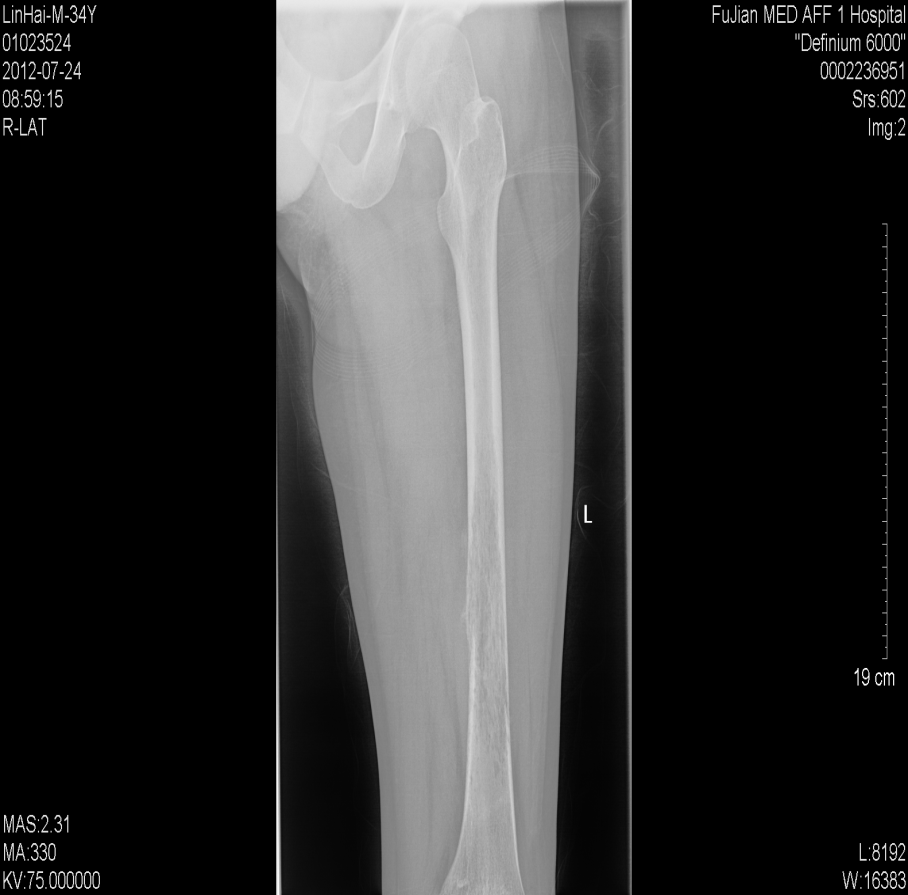 LinHai-M-34Y
01023524
2012-07-24
08:59:15
R-LAT
FuJian MED AFF 1 Hospital
"Definium 6000"
0002236951
Srs:602
Img:2
L
19 cm
MAS:2.31
MA:330
KV:75.000000
L:8192
W:16383